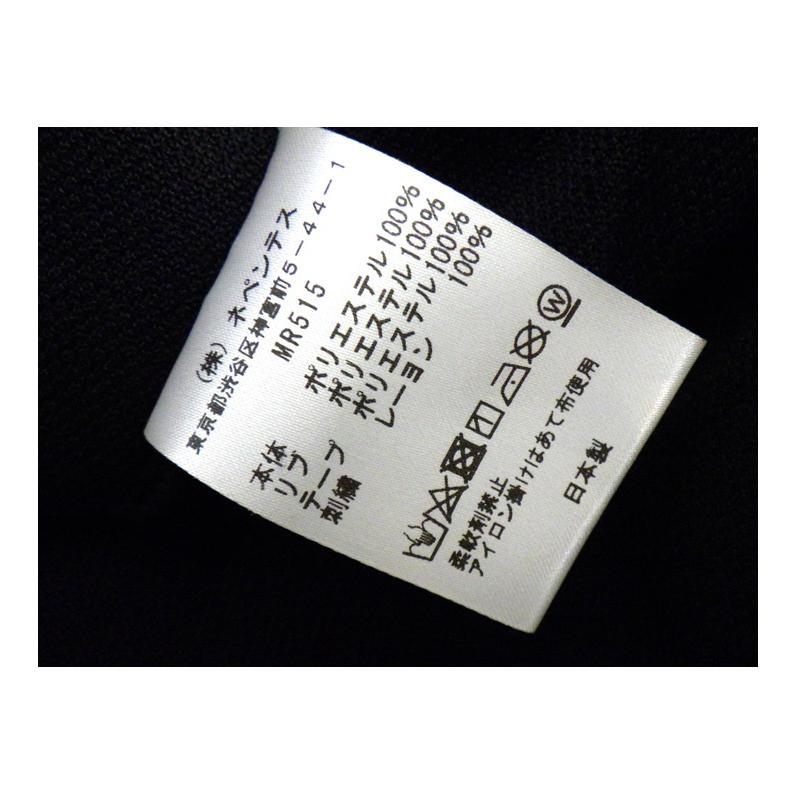 (株) ネペンテス
東京都渋谷区神宮前5-44-1
MR515
本体 ポリエステル100%
リブ ポリエステル100%
テープ ポリエステル100%
刺繍 レーヨン 100%
W
柔軟剤禁止
アイロン掛けはあて布使用
日本製